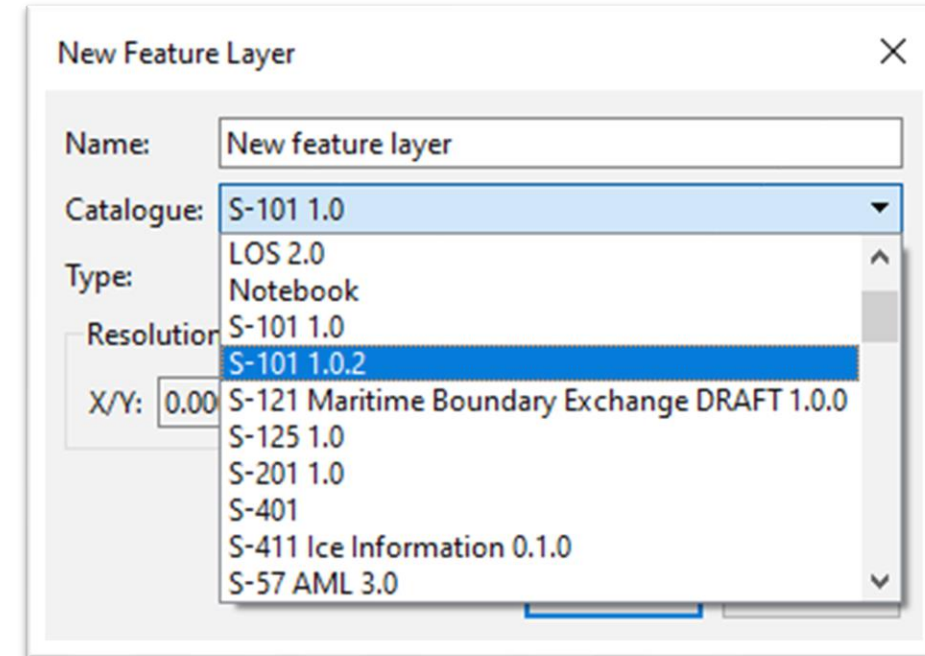 New Feature Layer
Name: New feature layer
Catalogue: S-101 1.0
LOS 2.0
Type:
Notebook
Resolution
S-101 1.0
S-101 1.0.2
X/Y: 0.00
S-121 Maritime Boundary Exchange DRAFT 1.0.0
S-125 1.0
S-201 1.0
S-401
S-411 Ice Information 0.1.0
S-57 AML 3.0